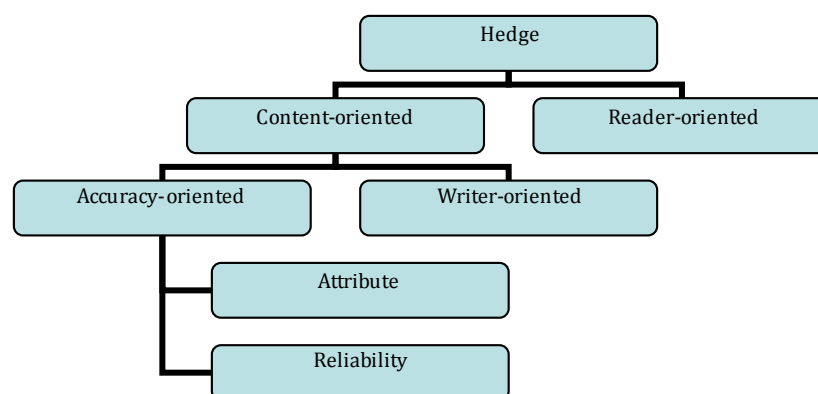 Hedge
Content-oriented
Reader-oriented
Accuracy-oriented
Writer-oriented
Attribute
Reliability